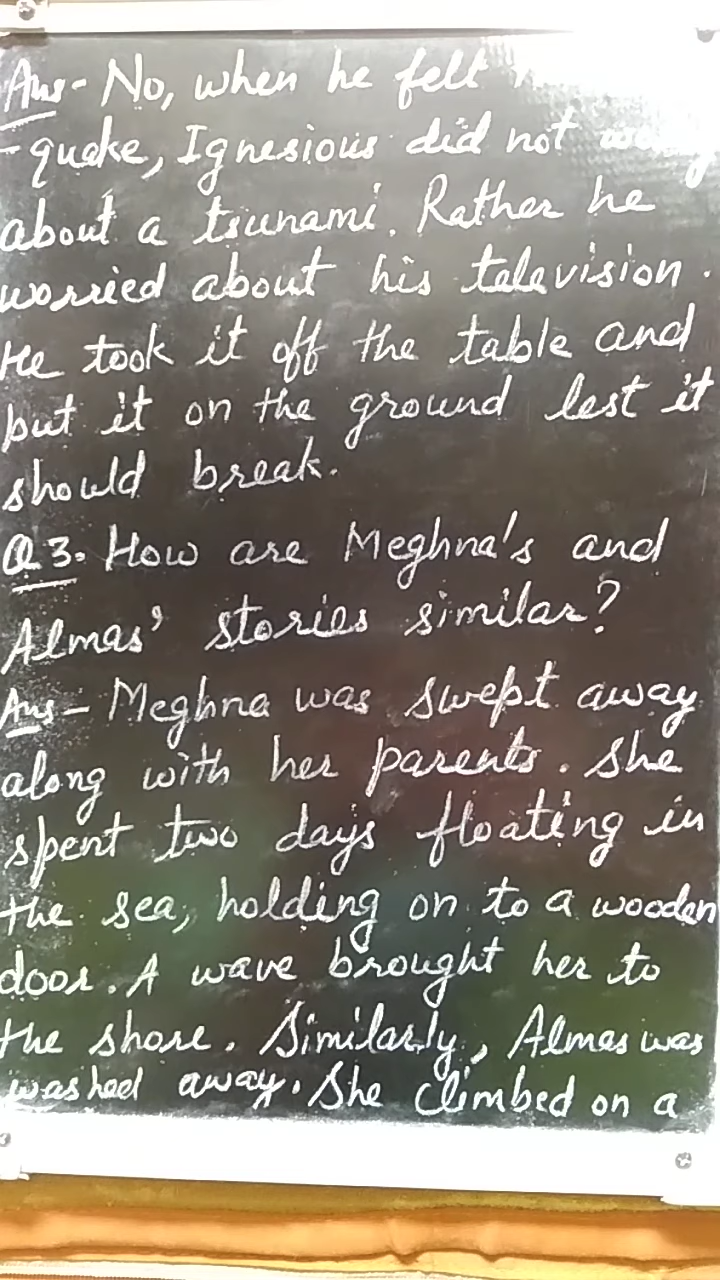 Ans - No, when he felt
- quake, Ignesious did not
about a tsunami. Rather he
worried about his television.
He took it off the table and
put it on the ground lest it
should break.
Q3. How are Meghna's and
Almas' stories similar?
Ans - Meghna was swept away
along with her parents. She
spent two days floating in
the sea, holding on to a wooden
door. A wave brought her to
the shore. Similarly, Almas was
washed away. She climbed on a